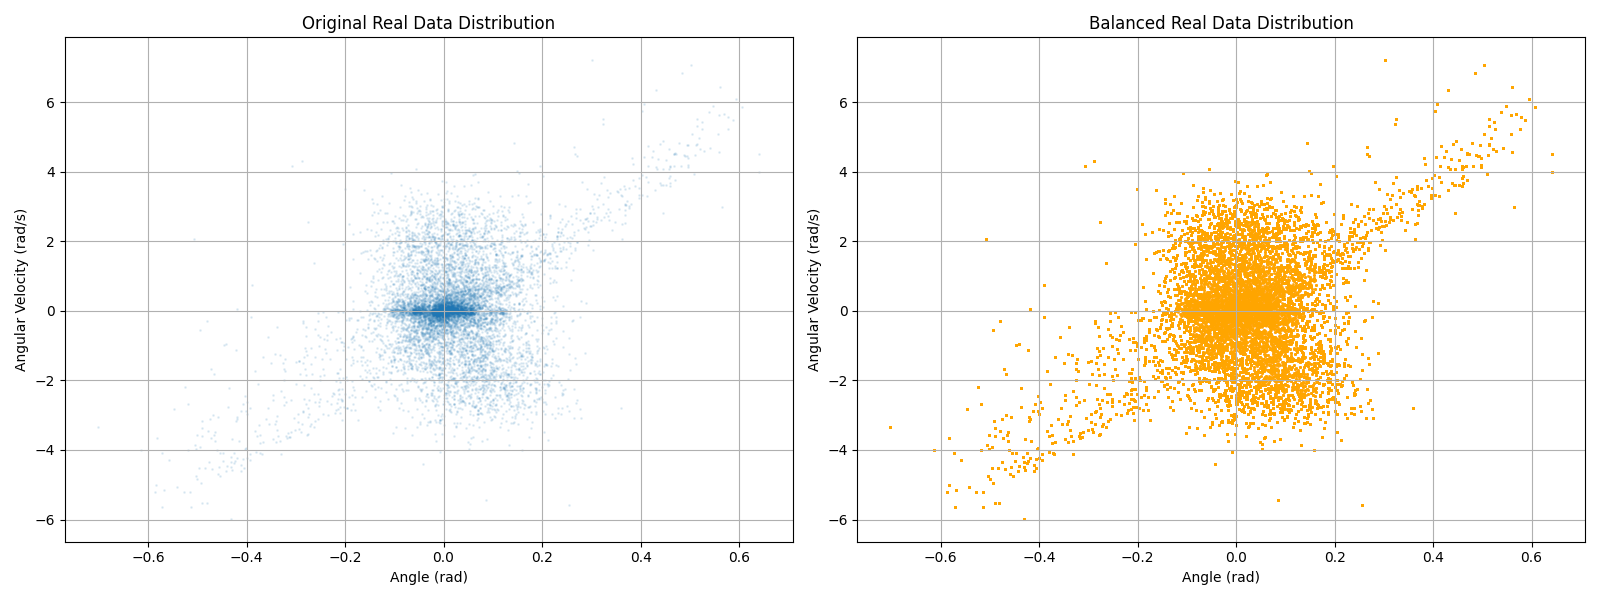 Original Real Data Distribution
Angular Velocity (rad/s)
6
4
2
0
−2
−4
−6
−0.6 −0.4 −0.2 0.0 0.2 0.4 0.6
Angle (rad)
Balanced Real Data Distribution
Angular Velocity (rad/s)
6
4
2
0
−2
−4
−6
−0.6 −0.4 −0.2 0.0 0.2 0.4 0.6
Angle (rad)